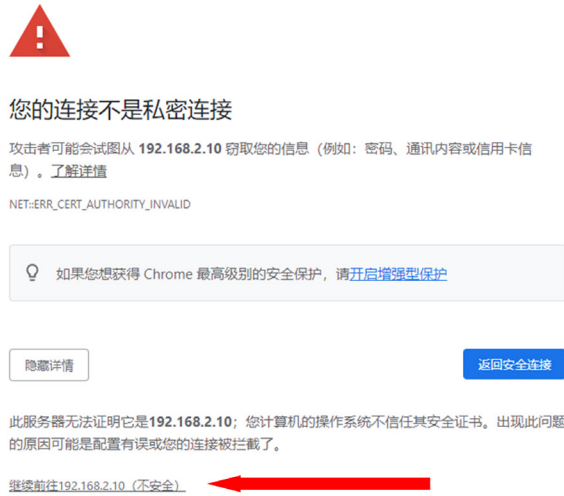 您的连接不是私密连接
攻击者可能会试图从 192.168.2.10 窃取您的信息（例如：密码、通讯内容或信用卡信
息）。了解详情
NET::ERR_CERT_AUTHORITY_INVALID
如果您想获得 Chrome 最高级别的安全保护，请开启增强型保护
隐藏详情
返回安全连接
此服务器无法证明它是192.168.2.10；您计算机的操作系统不信任其安全证书。出现此问题
的原因可能是配置有误或您的连接被拦截了。
继续前往192.168.2.10（不安全）